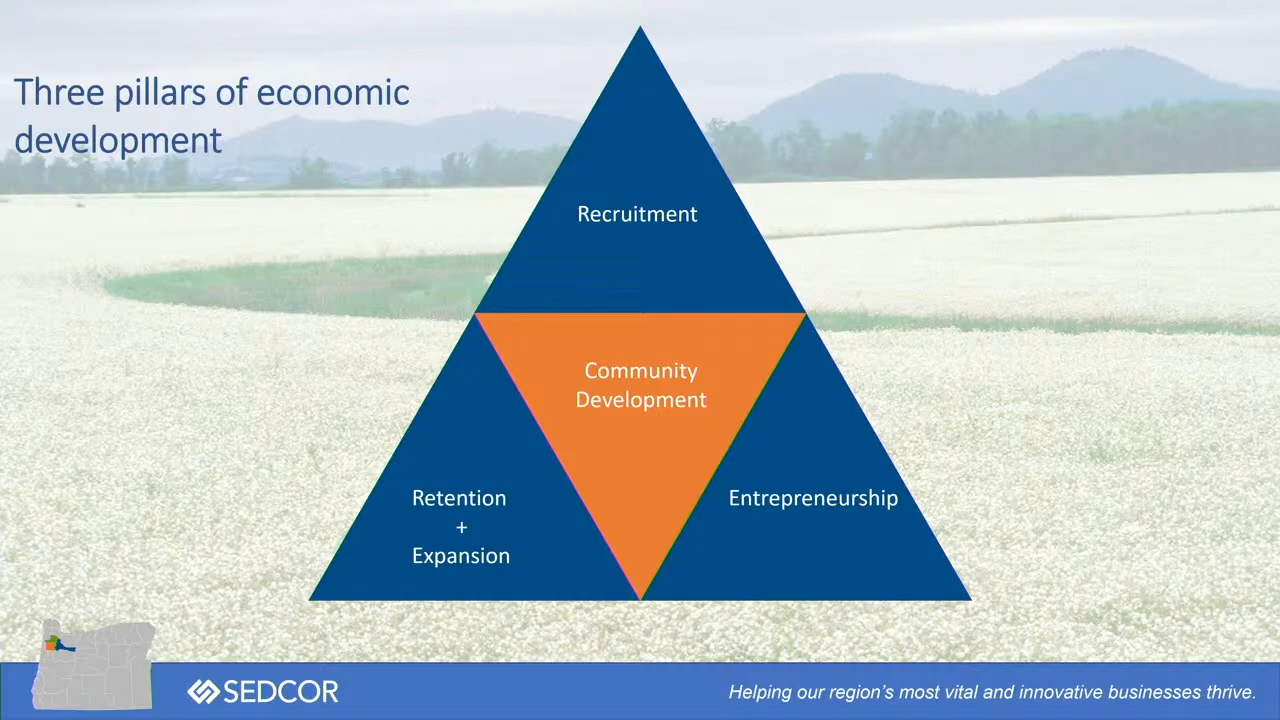 Three pillars of economic
development
Recruitment
Community
Development
Retention
+
Expansion
Entrepreneurship
SEDCOR
Helping our region's most vital and innovative businesses thrive.